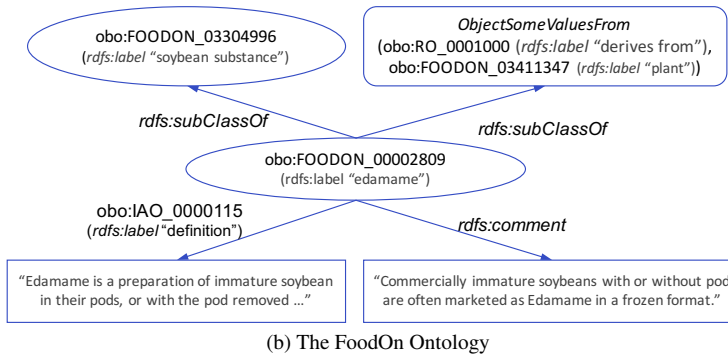 obo:FOODON_03304996
(rdfs:label “soybean substance”)
ObjectSomeValuesFrom
(obo:RO_0001000 (rdfs:label “derives from”),
obo:FOODON_03411347 (rdfs:label “plant”))
rdfs:subClassOf
rdfs:subClassOf
obo:FOODON_00002809
(rdfs:label “edamame”)
obo:IAO_0000115
(rdfs:label “definition”)
rdfs:comment
“Edamame is a preparation of immature soybean
in their pods, or with the pod removed ...”
“Commercially immature soybeans with or without pod
are often marketed as Edamame in a frozen format.”
(b) The FoodOn Ontology